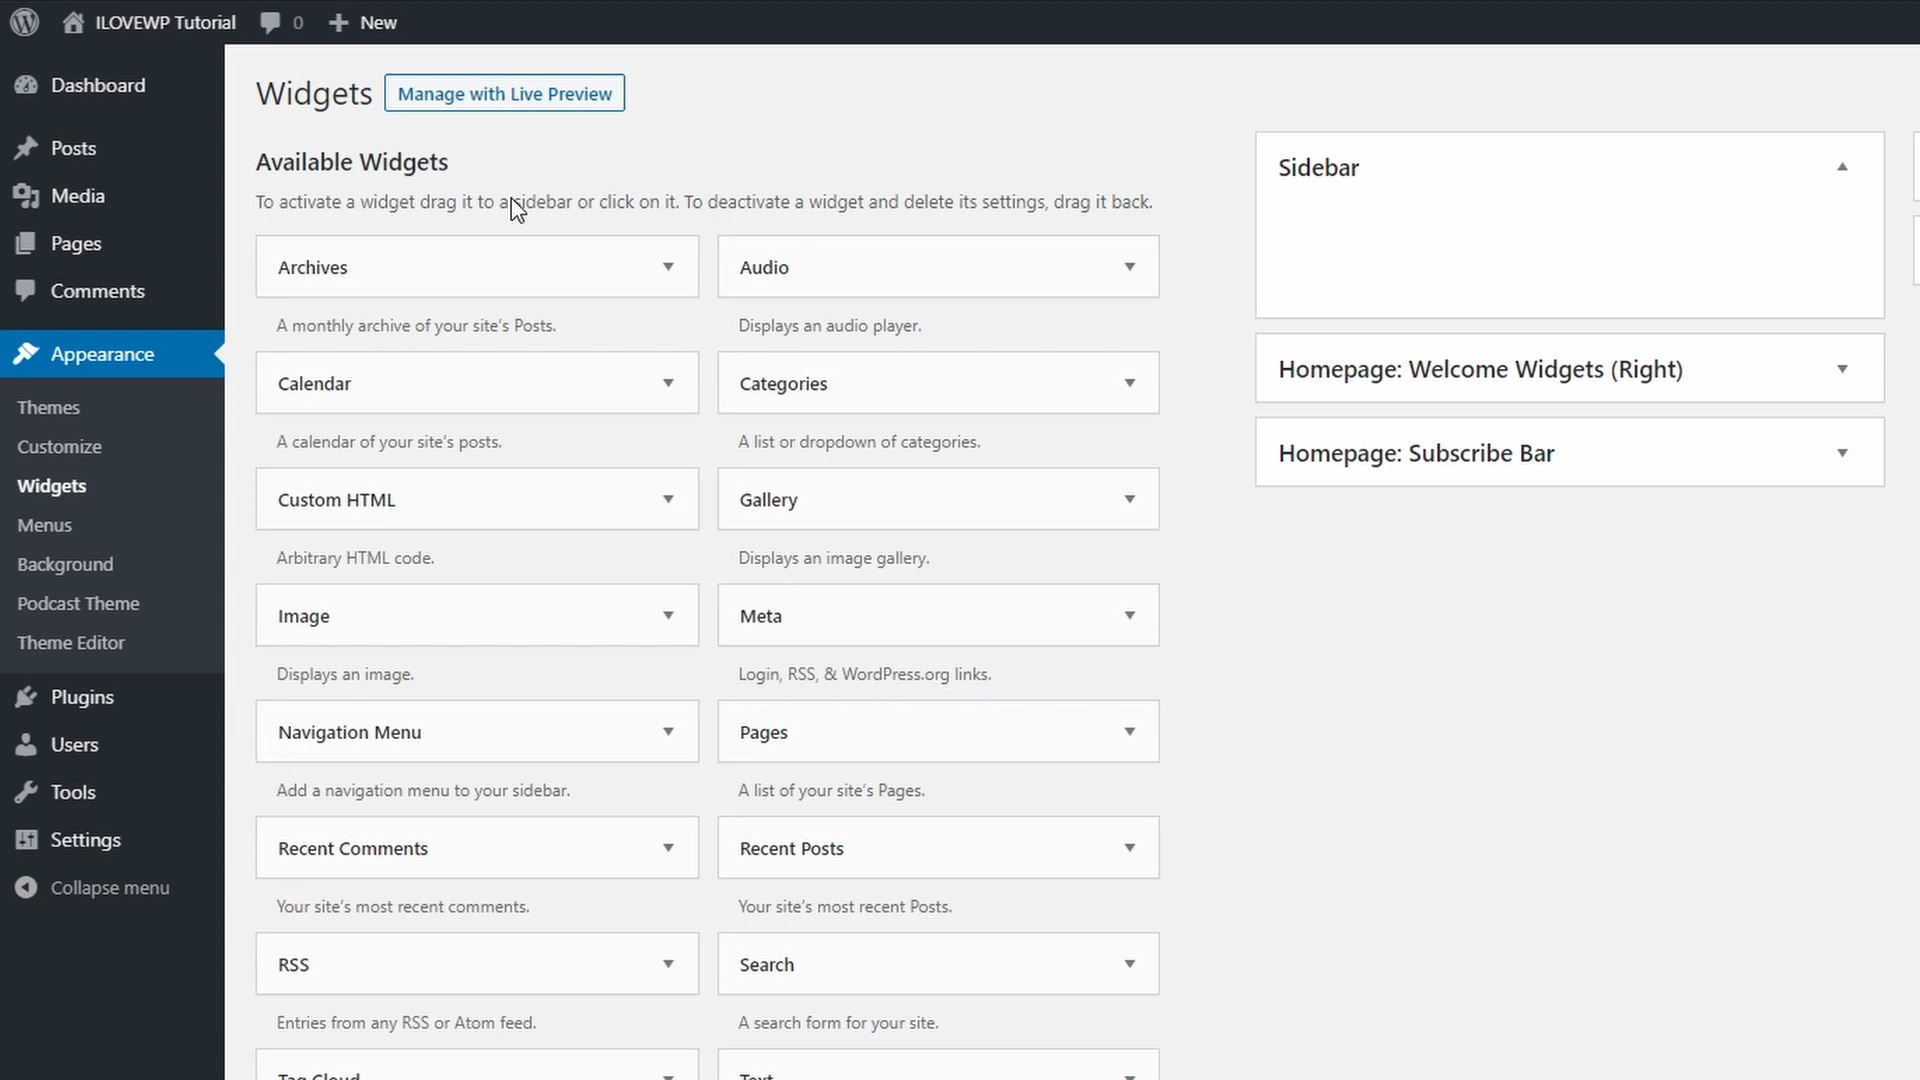 ILOVEWP Tutorial 0 New
Dashboard
Posts
Media
Pages
Comments
Appearance
Themes
Customize
Widgets
Menus
Background
Podcast Theme
Theme Editor
Plugins
Users
Tools
Settings
Collapse menu
Widgets Manage with Live Preview
Available Widgets
To activate a widget drag it to a sidebar or click on it. To deactivate a widget and delete its settings, drag it back.
Archives
A monthly archive of your site's Posts.
Audio
Displays an audio player.
Calendar
A calendar of your site's posts.
Categories
A list or dropdown of categories.
Custom HTML
Arbitrary HTML code.
Gallery
Displays an image gallery.
Image
Displays an image.
Meta
Login, RSS, & WordPress.org links.
Navigation Menu
Add a navigation menu to your sidebar.
Pages
A list of your site's Pages.
Recent Comments
Your site's most recent comments.
Recent Posts
Your site's most recent Posts.
RSS
Entries from any RSS or Atom feed.
Search
A search form for your site.
Tag Cloud
Text
Sidebar
Homepage: Welcome Widgets (Right)
Homepage: Subscribe Bar